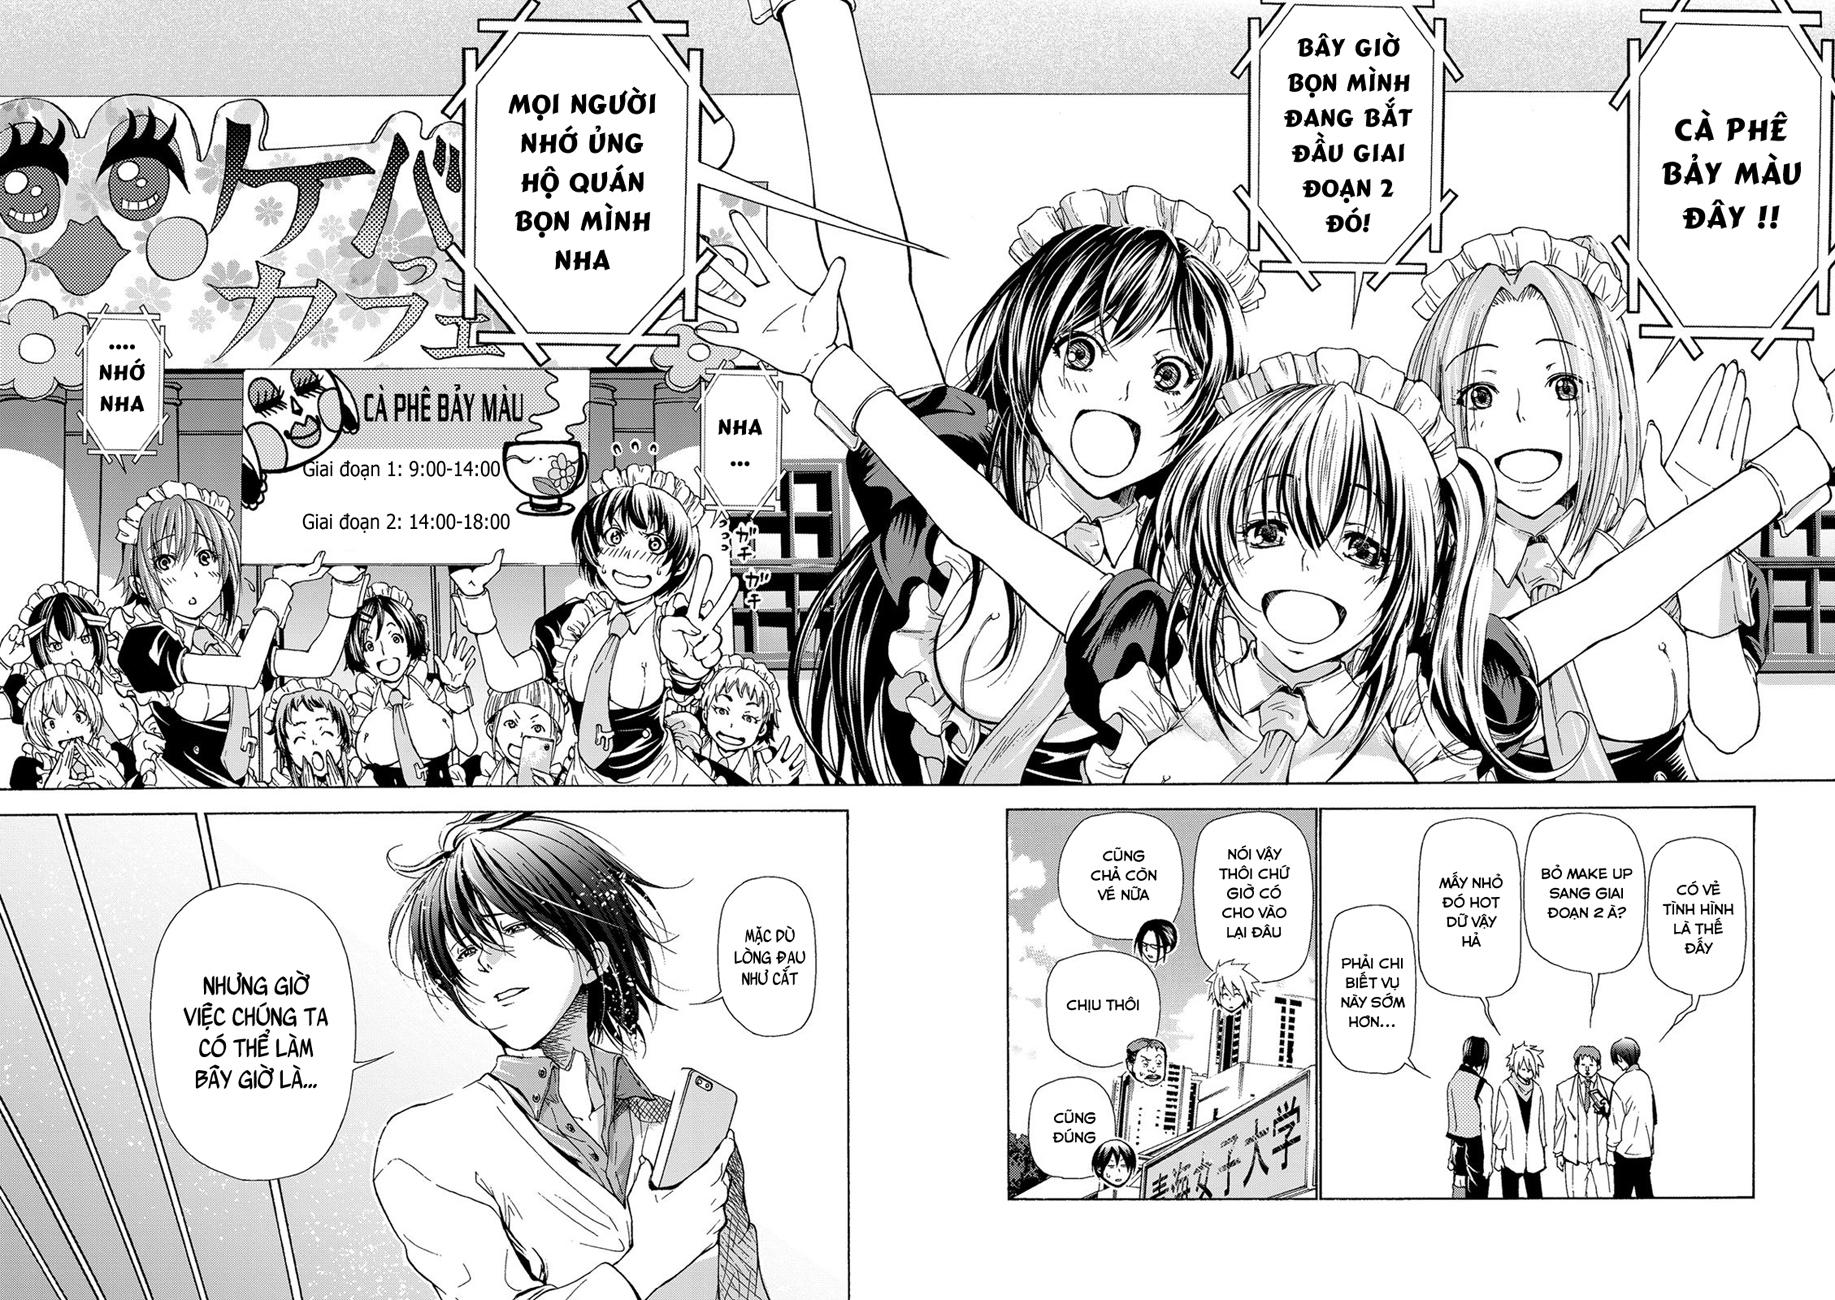 CÀ PHÊ
BẢY MÀU
ĐÂY !!
BÂY GIỜ
BỌN MÌNH
ĐANG BẮT
ĐẦU GIAI
ĐOẠN 2
ĐÓ!
MỌI NGƯỜI
NHỚ ỦNG
HỘ QUÁN
BỌN MÌNH
NHA
ケバ
カフェ
NHA
...
ガチ
ガチ
....
NHỚ
NHA
CÀ PHÊ BẢY MÀU
Giai đoạn 1: 9:00-14:00
Giai đoạn 2: 14:00-18:00
CÓ VẺ
TÌNH HÌNH
LÀ THẾ
ĐẤY
BỎ MAKE UP
SANG GIAI
ĐOẠN 2 À?
MẤY NHỎ
ĐÓ HOT
DỮ VẬY
HẢ
PHẢI CHI
BIẾT VỤ
NÀY SỚM
HƠN...
NÓI VẬY
THÔI CHỨ
GIỜ CÓ
CHO VÀO
LẠI ĐÂU
CŨNG
CHẢ CÒN
VÉ NỮA
CHỊU THÔI
CŨNG
ĐÚNG
青海女子大学
MẶC DÙ
LÒNG ĐAU
NHƯ CẮT
NHƯNG GIỜ
VIỆC CHÚNG TA
CÓ THỂ LÀM
BÂY GIỜ LÀ...